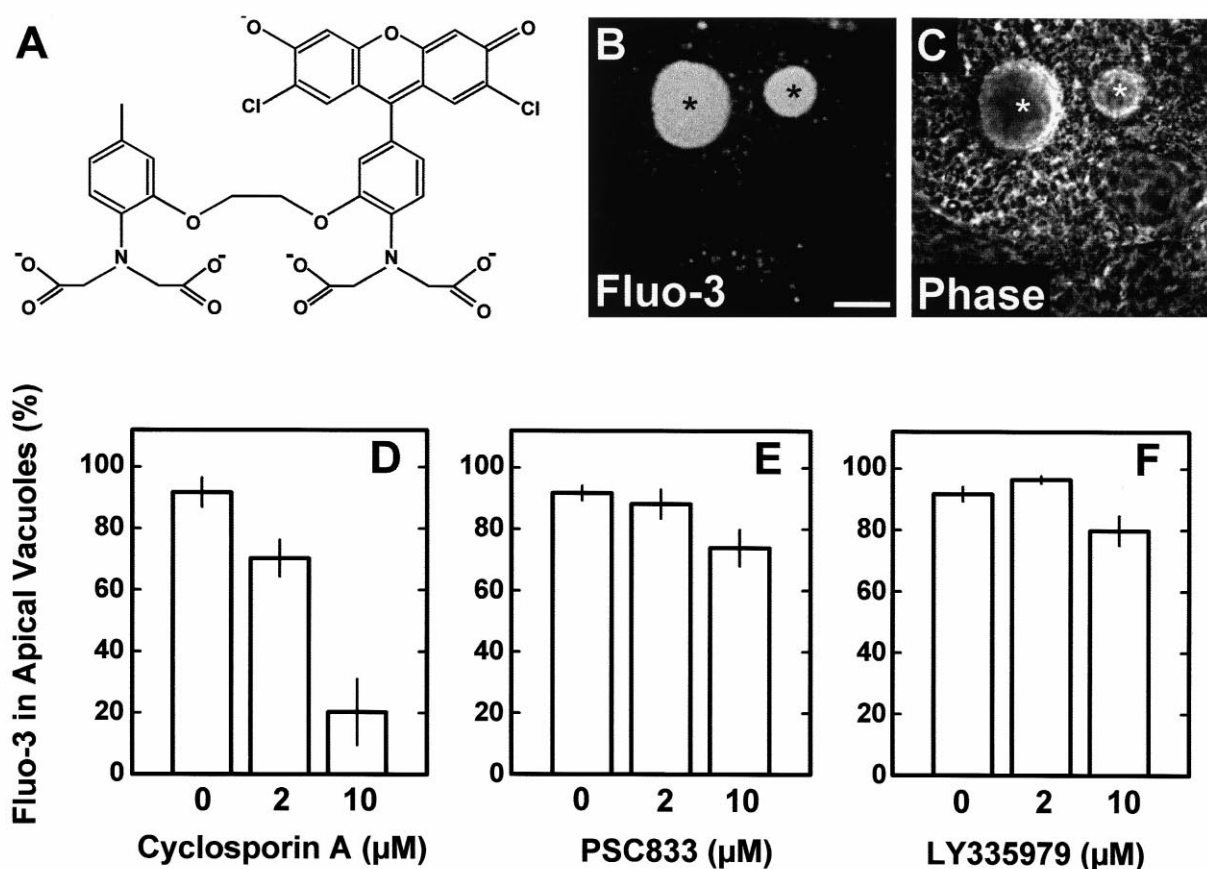 A
-O
O
O
Cl
Cl
O
O
N
N
-O
O-
-O
O-
O
O
O
O
B
*
*
Fluo-3
C
*
*
Phase
Fluo-3 in Apical Vacuoles (%)
D
100
80
60
40
20
0
0 2 10
Cyclosporin A (µM)
E
100
80
60
40
20
0
0 2 10
PSC833 (µM)
F
100
80
60
40
20
0
0 2 10
LY335979 (µM)